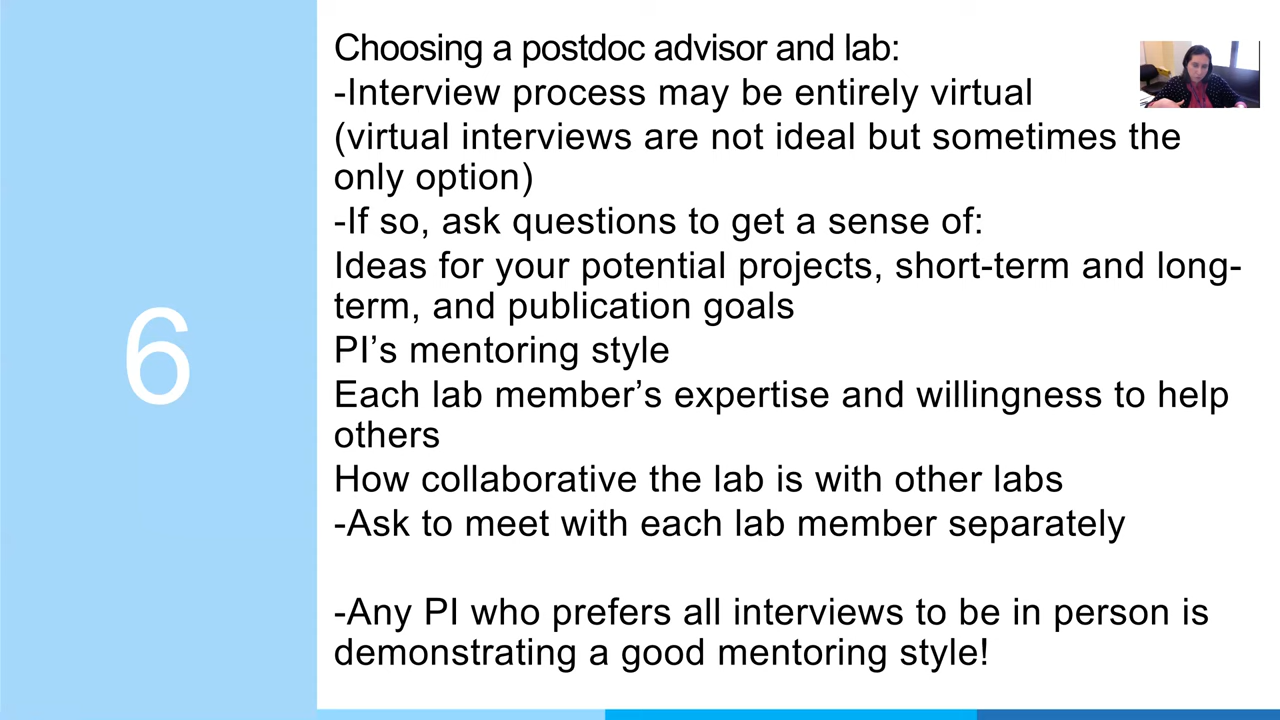 Choosing a postdoc advisor and lab:
-Interview process may be entirely virtual
(virtual interviews are not ideal but sometimes the
only option)
-If so, ask questions to get a sense of:
Ideas for your potential projects, short-term and long-
term, and publication goals
PI’s mentoring style
Each lab member’s expertise and willingness to help
others
How collaborative the lab is with other labs
-Ask to meet with each lab member separately
-Any PI who prefers all interviews to be in person is
demonstrating a good mentoring style!
6